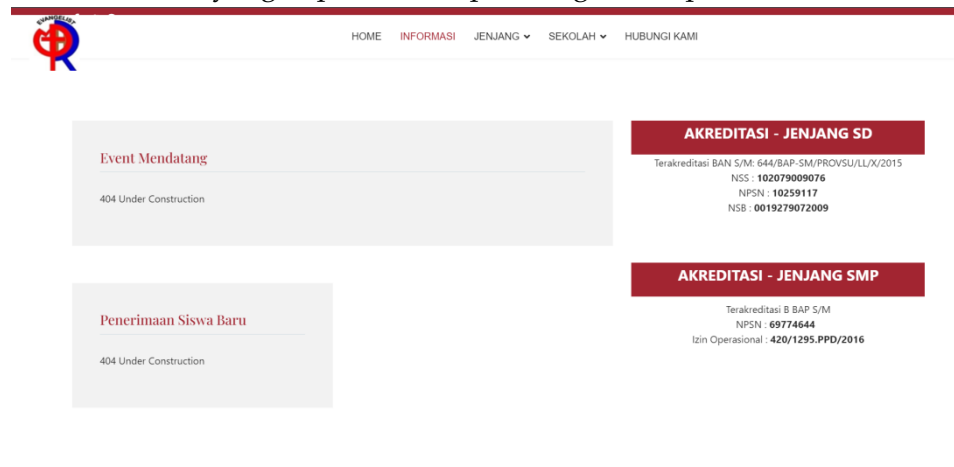 EVANGELIST
HOME INFORMASI JENJANG SEKOLAH HUBUNGI KAMI
Event Mendatang
404 Under Construction
Penerimaan Siswa Baru
404 Under Construction
AKREDITASI - JENJANG SD
Terakreditasi BAN S/M: 644/BAP-SM/PROVSU/LL/X/2015
NSS : 102079009076
NPSN : 10259117
NSB : 0019279072009
AKREDITASI - JENJANG SMP
Terakreditasi B BAP S/M
NPSN : 69774644
Izin Operasional : 420/1295.PPD/2016